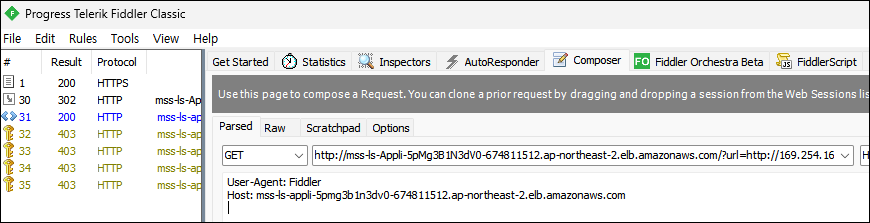 Progress Telerik Fiddler Classic
File Edit Rules Tools View Help
# Result Protocol
Get Started Statistics Inspectors AutoResponder Composer FO Fiddler Orchestra Beta FiddlerScript
1 200 HTTPS
30 302 HTTP mss-ls-Ap
31 200 HTTP mss-ls-ap
32 403 HTTP mss-ls-ap
33 403 HTTP mss-ls-ap
34 403 HTTP mss-ls-ap
35 403 HTTP mss-ls-ap
Use this page to compose a Request. You can clone a prior request by dragging and dropping a session from the Web Sessions lis
Parsed Raw Scratchpad Options
GET http://mss-ls-Appli-5pMg3B1N3dV0-674811512.ap-northeast-2.elb.amazonaws.com/?url=http://169.254.16 H
User-Agent: Fiddler
Host: mss-ls-appli-5pmg3b1n3dv0-674811512.ap-northeast-2.elb.amazonaws.com